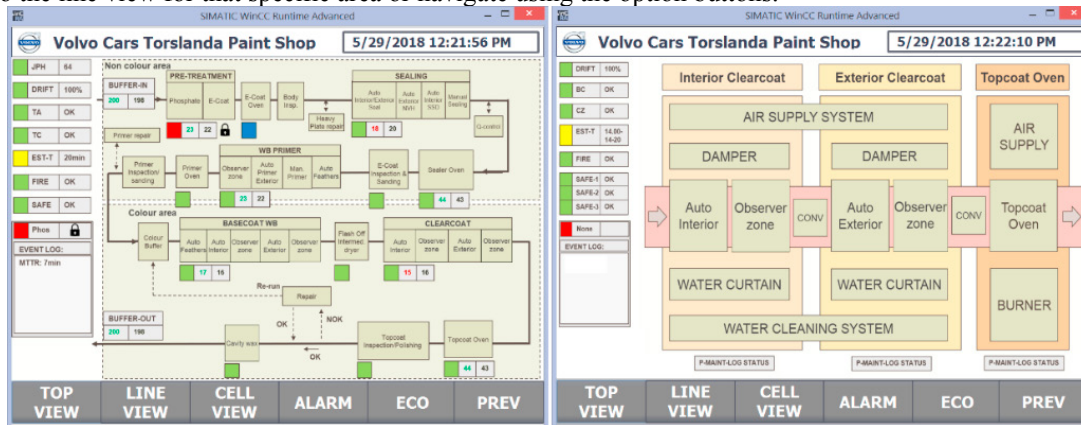 o the line view for that specific area or navigate using the option buttons.
SIMATIC WinCC Runtime Advanced
Volvo Cars Torslanda Paint Shop
5/29/2018 12:21:56 PM
JPH 64
DRIFT 100%
TA OK
TC OK
EST-T 20min
FIRE OK
SAFE OK
Phos
EVENT LOG:
MTTR: 7min
Non colour area
BUFFER-IN
200 198
PRE-TREATMENT
Phosphate
E-Coat
23 22
E-Coat Oven
Body insp.
Heavy Plate repair
SEALING
Auto Interior/Exterior Seal
Auto Exterior NVH
Auto Interior SSD
Manual Sealing
18 20
Q-control
Primer repair
Primer Inspection/ sanding
Primer Oven
WB PRIMER
Observer zone
Auto Primer Exterior
Man. Primer
Auto Feathers
23 22
E-Coat Inspection & Sanding
Sealer Oven
44 43
Colour area
Colour Buffer
BASECOAT WB
Auto Feathers
Auto Interior
Observer zone
Auto Exterior
Observer zone
17 16
Flash Off Intermed. dryer
CLEARCOAT
Auto Interior
Observer zone
Auto Exterior
Observer zone
15 16
Re-run
Repair
BUFFER-OUT
200 198
OK
NOK
OK
Cavity wax
Topcoat Inspection/Polishing
Topcoat Oven
44 43
TOP VIEW
LINE VIEW
CELL VIEW
ALARM
ECO
PREV
SIMATIC WinCC Runtime Advanced
Volvo Cars Torslanda Paint Shop
5/29/2018 12:22:10 PM
DRIFT 100%
BC OK
CZ OK
EST-T 14.00-14-20
FIRE OK
SAFE-1 OK
SAFE-2 OK
SAFE-3 OK
None
EVENT LOG:
Interior Clearcoat
Exterior Clearcoat
Topcoat Oven
AIR SUPPLY SYSTEM
AIR SUPPLY
DAMPER
DAMPER
Auto Interior
Observer zone
CONV
Auto Exterior
Observer zone
CONV
Topcoat Oven
WATER CURTAIN
WATER CURTAIN
BURNER
WATER CLEANING SYSTEM
P-MAINT-LOG STATUS
P-MAINT-LOG STATUS
P-MAINT-LOG STATUS
TOP VIEW
LINE VIEW
CELL VIEW
ALARM
ECO
PREV